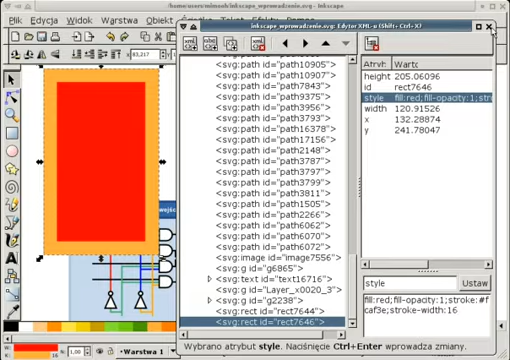 /home/users/mimooh/inkscape_wprowadzenie.svg - Inkscape
Plik Edycja Widok Warstwa Obiekt
inkscape_wprowadzenie.svg: Edytor XML-u (Shift+ Ctrl+ X)
X 83,217
<svg:path id="path10905">
<svg:path id="path10907">
<svg:path id="path7843">
<svg:path id="path9375">
<svg:path id="path3956">
<svg:path id="path3793">
<svg:path id="path16378">
<svg:path id="path17156">
<svg:path id="path2148">
<svg:path id="path3787">
<svg:path id="path3797">
<svg:path id="path3799">
<svg:path id="path3811">
<svg:path id="path1505">
<svg:path id="path2266">
<svg:path id="path6062">
<svg:path id="path6070">
<svg:path id="path6072">
<svg:image id="image7556">
<svg:g id="g6865">
<svg:text id="text16716">
<svg:g id="Layer_x0020_3">
<svg:g id="g2238">
<svg:rect id="rect7644">
<svg:rect id="rect7646">
Atryb: Wartc
height 205.06096
id rect7646
style fill:red;fill-opacity:1;stro
width 120.91526
x 132.28874
y 241.78047
style Ustaw
fill:red;fill-opacity:1;stroke: #f
caf3e;stroke-width:16
Wybrano atrybut style. Naciśnięcie Ctrl+Enter wprowadza zmiany.
W: 16 K: 1,00 Warstwa 1